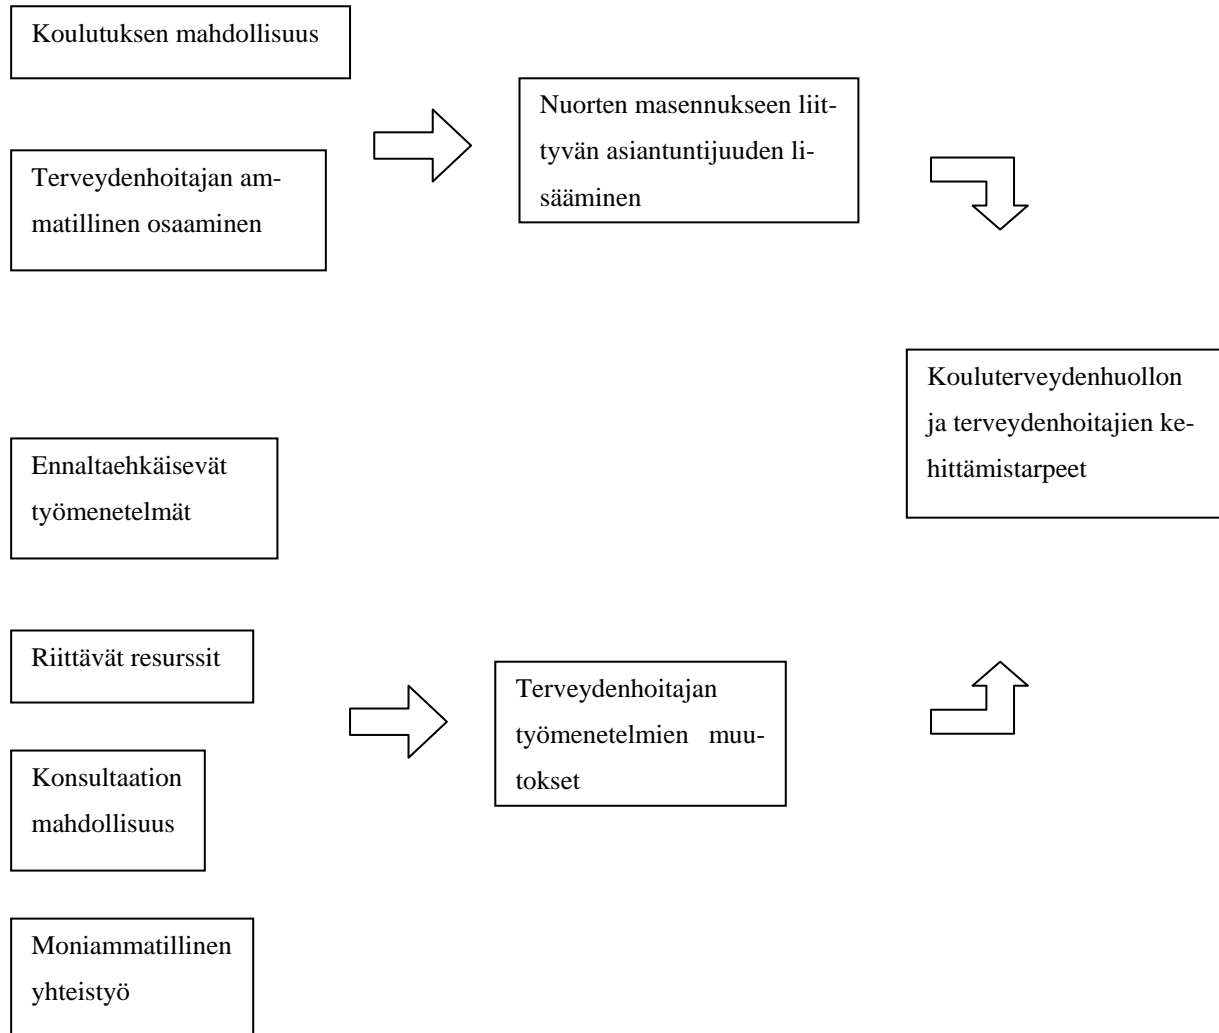 Koulutuksen mahdollisuus
Terveydenhoitajan am-
matillinen osaaminen
Nuorten masennukseen liit-
tyvän asiantuntijuuden li-
sääminen
Kouluterveydenhuollon
ja terveydenhoitajien ke-
hittämistarpeet
Ennaltaehkäisevät
työmenetelmät
Riittävät resurssit
Konsultaation
mahdollisuus
Moniammatillinen
yhteistyö
Terveydenhoitajan
työmenetelmien muu-
tokset